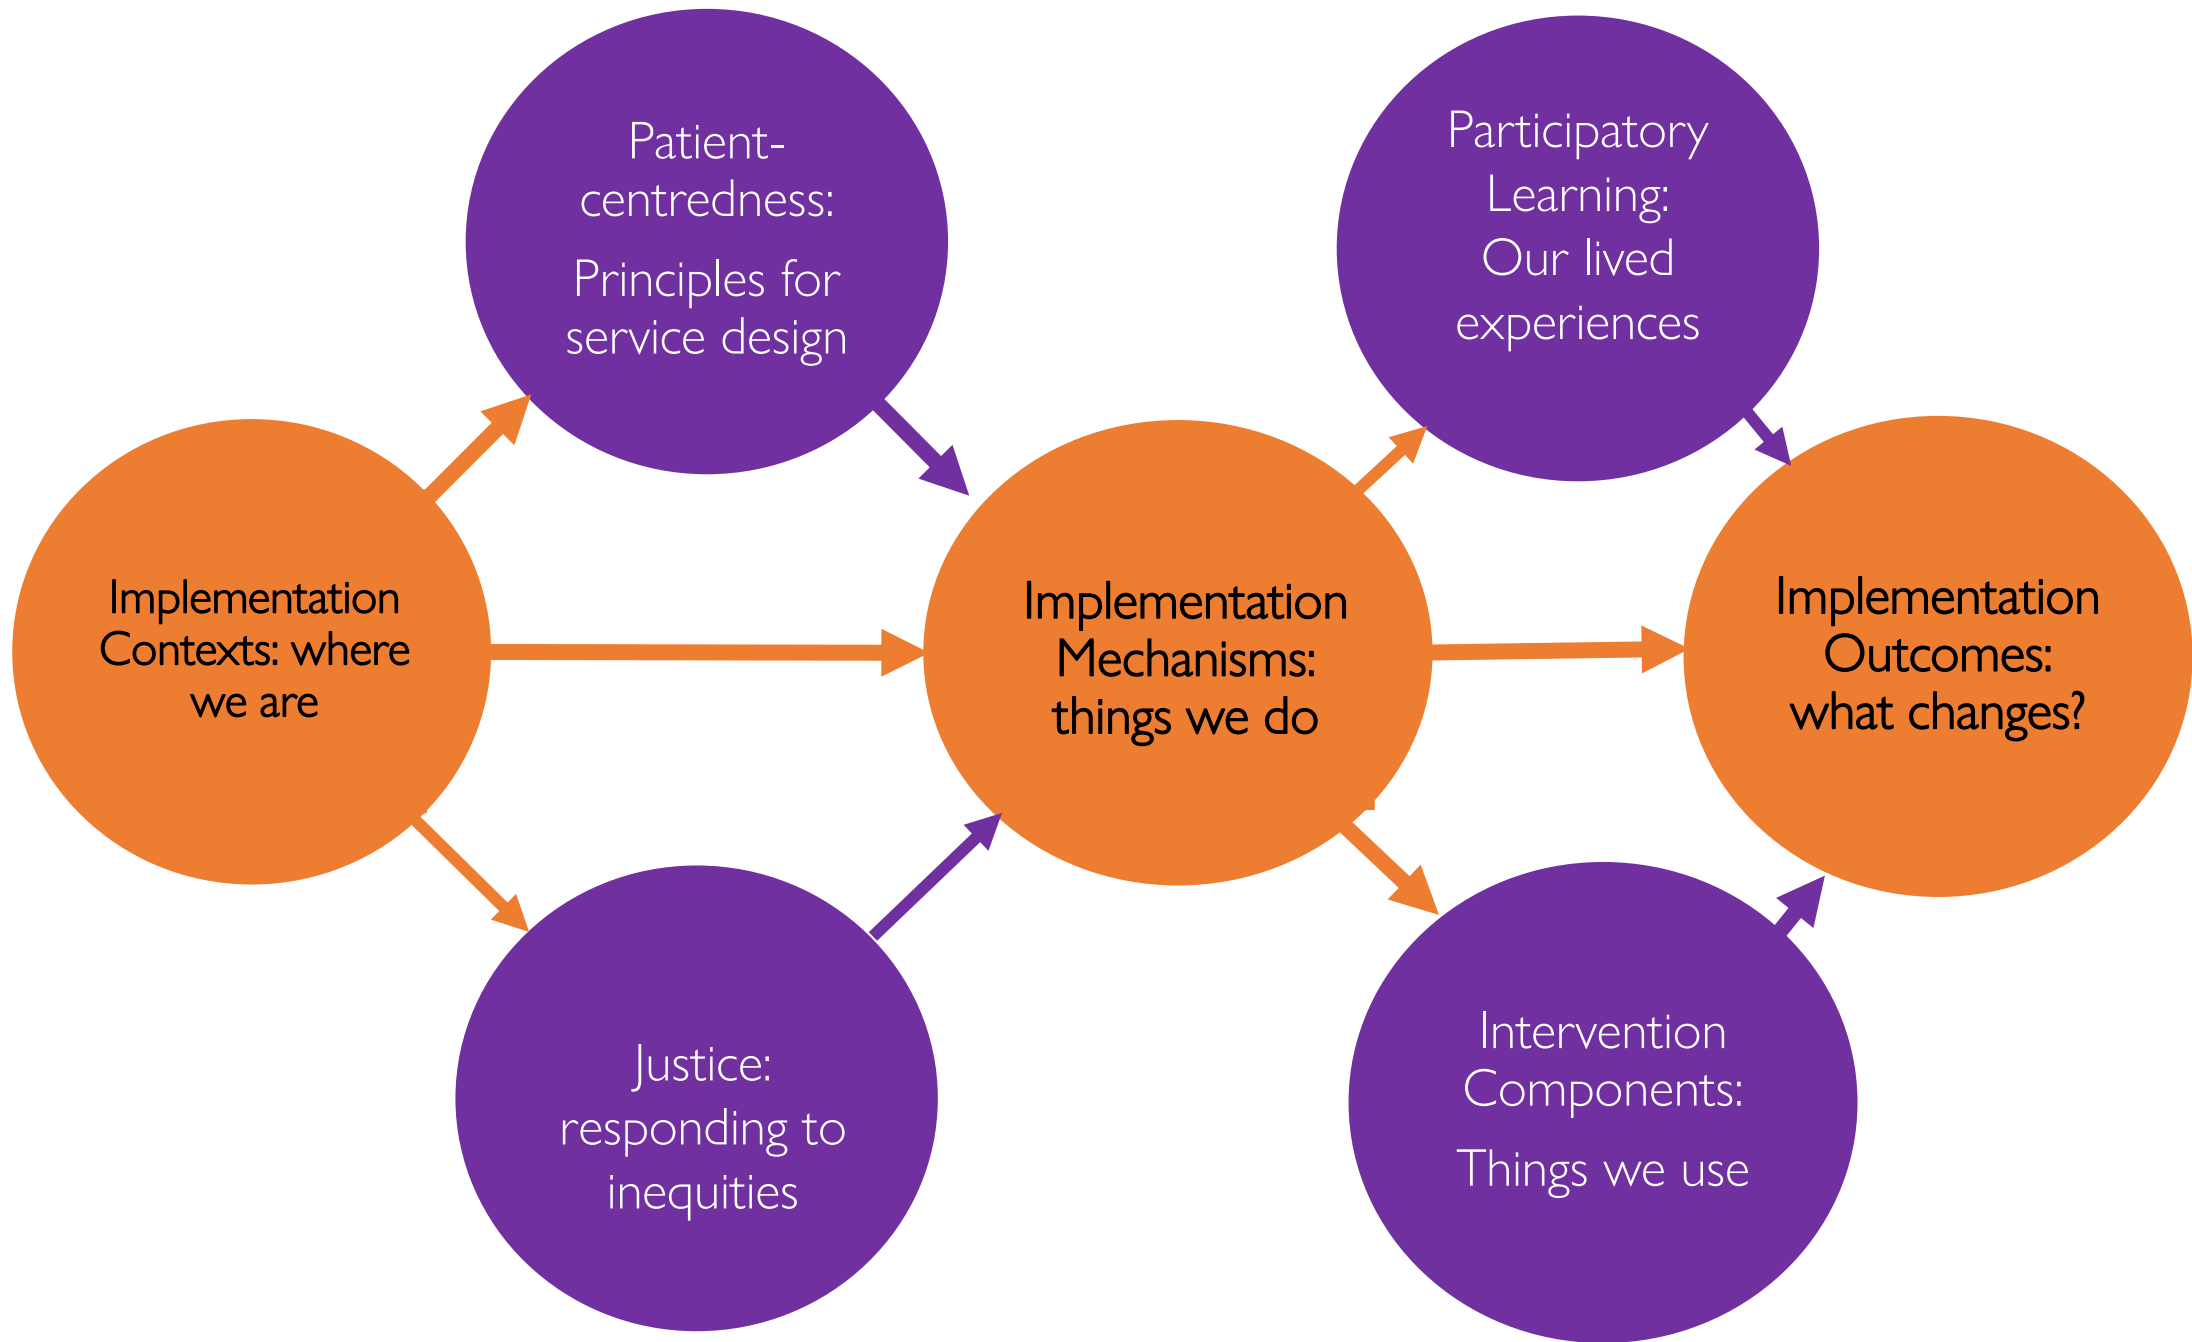 Patient-
centredness:
Principles for
service design
Participatory
Learning:
Our lived
experiences
Implementation
Contexts: where
we are
Implementation
Mechanisms:
things we do
Implementation
Outcomes:
what changes?
Justice:
responding to
inequities
Intervention
Components:
Things we use